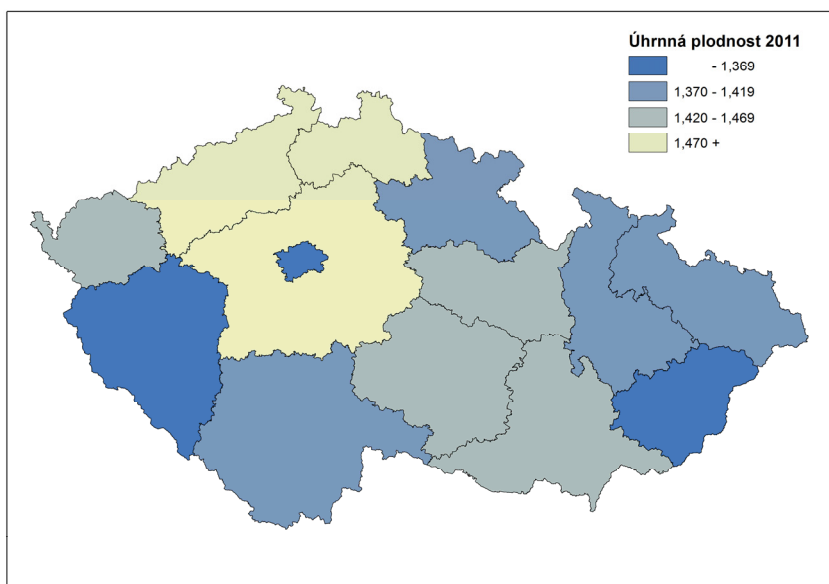 Úhrnná plodnost 2011
- 1,369
1,370 - 1,419
1,420 - 1,469
1,470 +